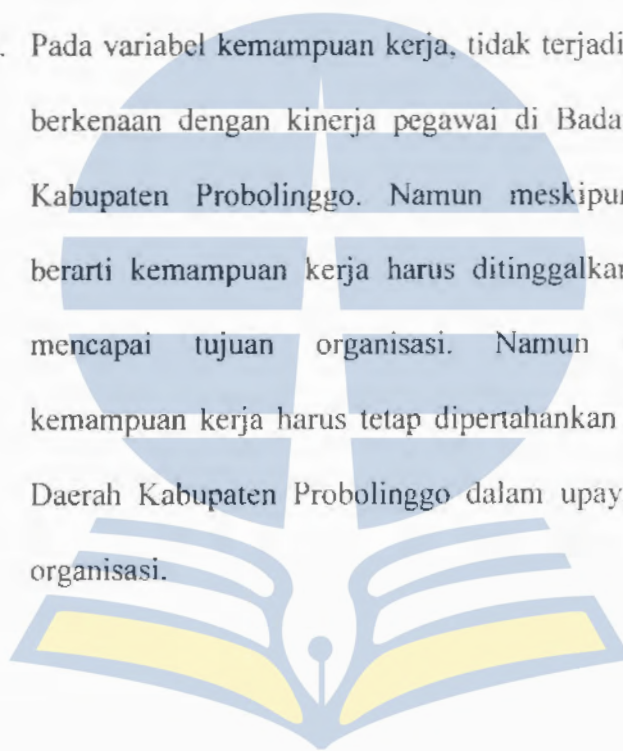 . Pada variabel kemampuan kerja, tidak terjadi
berkenaan dengan kinerja pegawai di Bada
Kabupaten Probolinggo. Namun meskipu
berarti kemampuan kerja harus ditinggalkan
mencapai tujuan organisasi. Namun
kemampuan kerja harus tetap dipertahankan
Daerah Kabupaten Probolinggo dalam upay
organisasi.